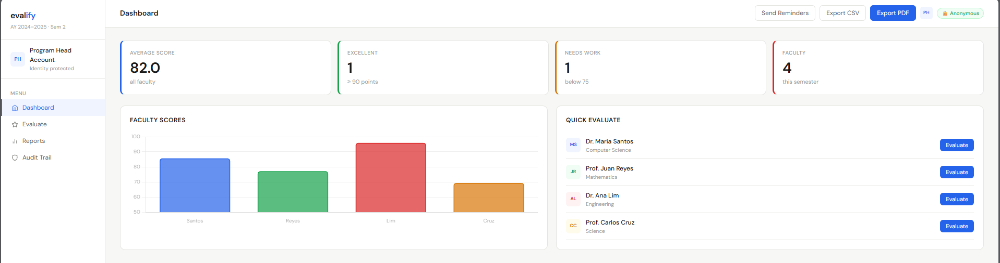 evalify
AY 2024–2025 · Sem 2
PH
Program Head
Account
Identity protected
MENU
Dashboard
Evaluate
Reports
Audit Trail
Dashboard
Send Reminders
Export CSV
Export PDF
PH
🔒 Anonymous
AVERAGE SCORE
82.0
all faculty
EXCELLENT
1
≥ 90 points
NEEDS WORK
1
below 75
FACULTY
4
this semester
FACULTY SCORES
100
90
80
70
60
50
Santos
Reyes
Lim
Cruz
QUICK EVALUATE
MS
Dr. Maria Santos
Computer Science
Evaluate
JR
Prof. Juan Reyes
Mathematics
Evaluate
AL
Dr. Ana Lim
Engineering
Evaluate
CC
Prof. Carlos Cruz
Science
Evaluate